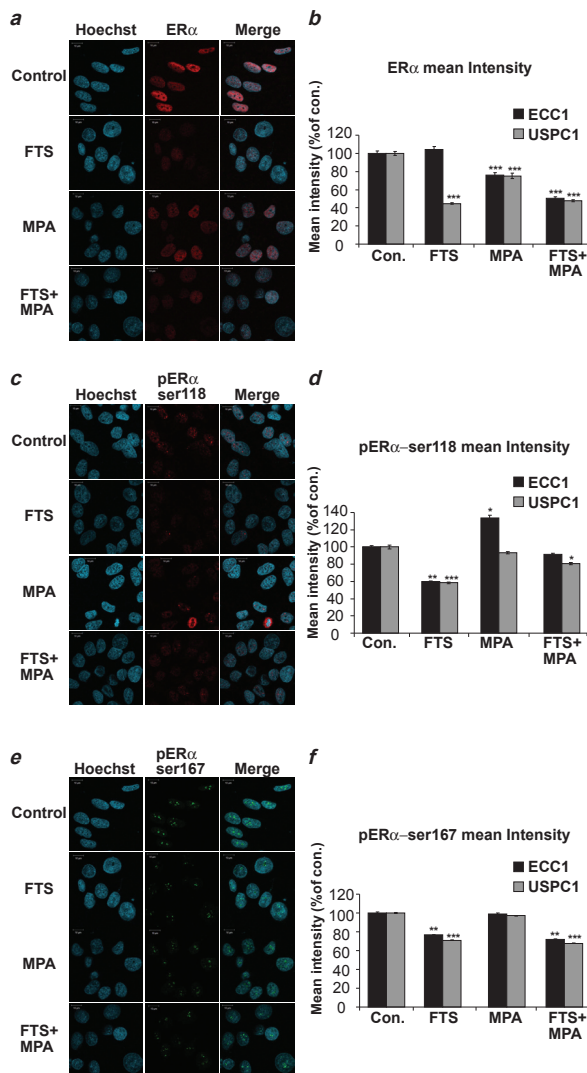 a
Hoechst ERα Merge
Control
FTS
MPA
FTS+
MPA
b
ERα mean Intensity
ECC1
USPC1
Mean intensity (%of con.)
120
100
80
60
40
20
0
*** *** *** *** ***
Con. FTS MPA FTS+
MPA
c
Hoechst pERα
ser118 Merge
Control
FTS
MPA
FTS+
MPA
d
pERα–ser118 mean Intensity
ECC1
USPC1
Mean intensity (%of con.)
140
120
100
80
60
40
20
0
** *** * *
Con. FTS MPA FTS+
MPA
e
Hoechst pERα
ser167 Merge
Control
FTS
MPA
FTS+
MPA
f
pERα–ser167 mean Intensity
ECC1
USPC1
Mean intensity (%of con.)
120
100
80
60
40
20
0
** *** ** ***
Con. FTS MPA FTS+
MPA